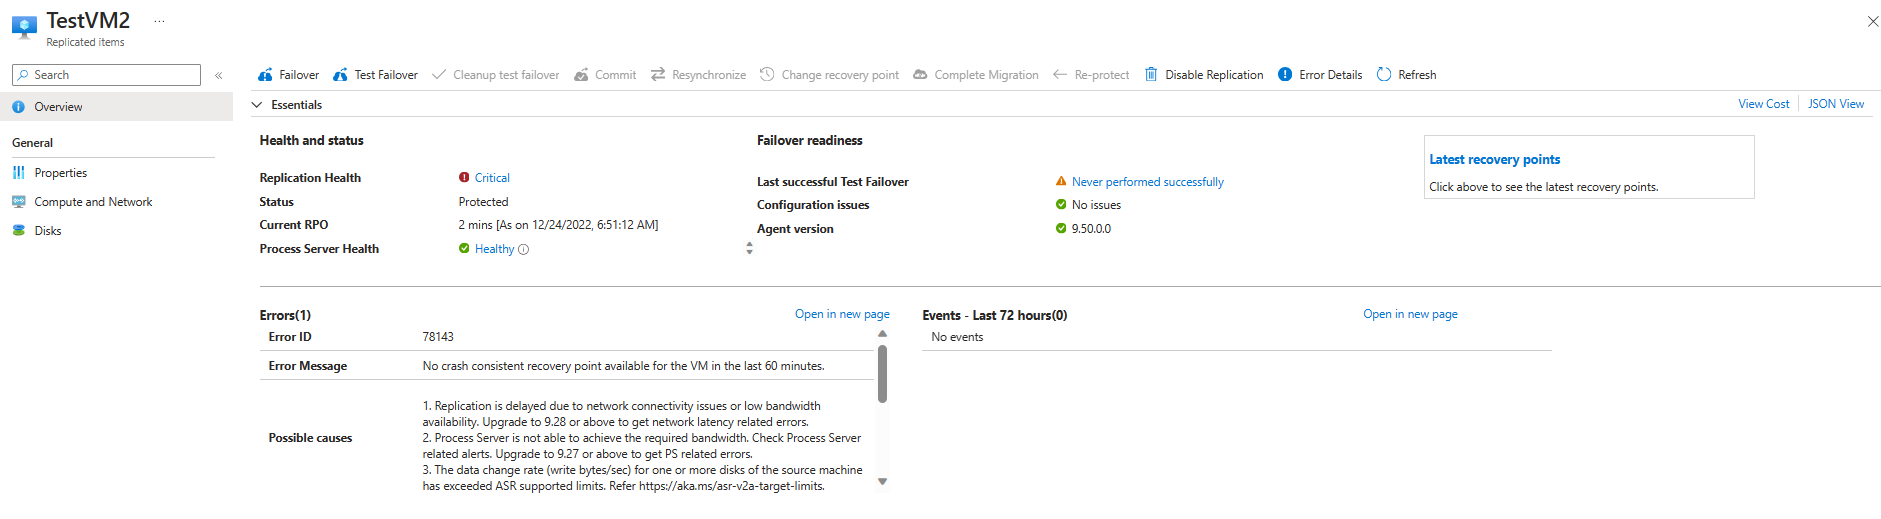 TestVM2 ...
Replicated items
Search «
Failover Test Failover Cleanup test failover Commit Resynchronize Change recovery point Complete Migration Re-protect Disable Replication Error Details Refresh
Overview
Essentials
View Cost JSON View
General
Properties
Compute and Network
Disks
Health and status
Replication Health Critical
Status Protected
Current RPO 2 mins [As on 12/24/2022, 6:51:12 AM]
Process Server Health Healthy
Failover readiness
Last successful Test Failover Never performed successfully
Configuration issues No issues
Agent version 9.50.0.0
Latest recovery points
Click above to see the latest recovery points.
Errors(1) Open in new page
Error ID 78143
Error Message No crash consistent recovery point available for the VM in the last 60 minutes.
Possible causes
1. Replication is delayed due to network connectivity issues or low bandwidth
availability. Upgrade to 9.28 or above to get network latency related errors.
2. Process Server is not able to achieve the required bandwidth. Check Process Server
related alerts. Upgrade to 9.27 or above to get PS related errors.
3. The data change rate (write bytes/sec) for one or more disks of the source machine
has exceeded ASR supported limits. Refer https://aka.ms/asr-v2a-target-limits.
Events - Last 72 hours(0) Open in new page
No events